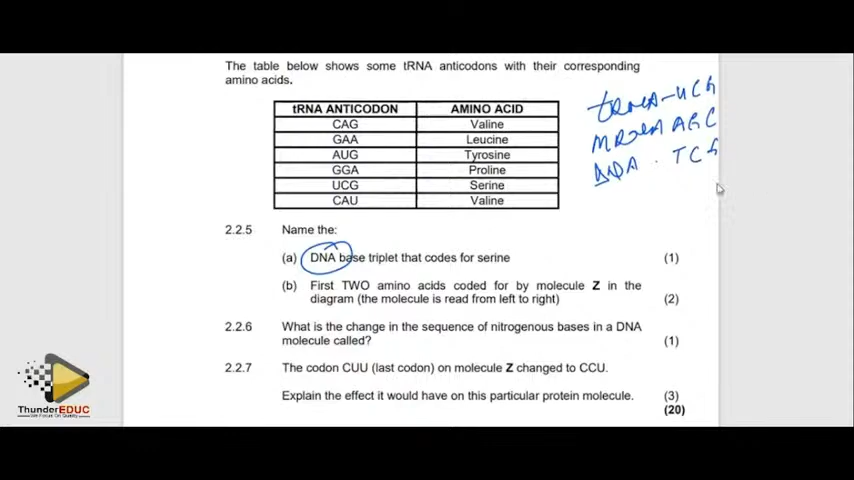 The table below shows some tRNA anticodons with their corresponding
amino acids.
tRNA ANTICODON AMINO ACID
CAG Valine
GAA Leucine
AUG Tyrosine
GGA Proline
UCG Serine
CAU Valine
tRNA-UCG
MRNA AGC
DNA . TCG
2.2.5 Name the:
(a) DNA base triplet that codes for serine (1)
(b) First TWO amino acids coded for by molecule Z in the
diagram (the molecule is read from left to right) (2)
2.2.6 What is the change in the sequence of nitrogenous bases in a DNA
molecule called? (1)
2.2.7 The codon CUU (last codon) on molecule Z changed to CCU.
Explain the effect it would have on this particular protein molecule. (3)
(20)
ThunderEDUC
We Focus On Quality